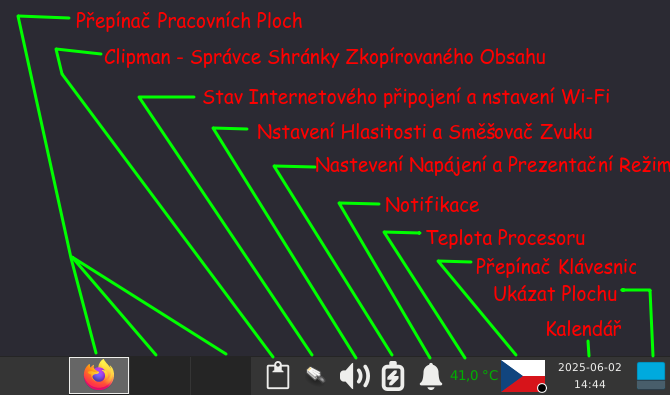 Přepínač Pracovních Ploch
Clipman - Správce Shránky Zkopírovaného Obsahu
Stav Internetového připojení a nstavení Wi-Fi
Nstavení Hlasitosti a Směšovač Zvuku
Nastevení Napájení a Prezentační Režim
Notifikace
Teplota Procesoru
Přepínač Klávesnic
Ukázat Plochu
Kalendář
41,0 °C
2025-06-02
14:44